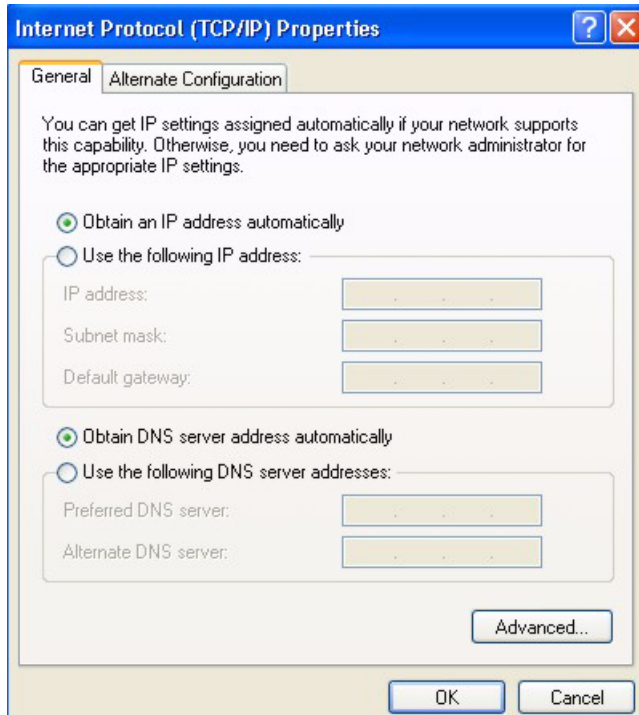 Internet Protocol (TCP/IP) Properties
General
Alternate Configuration
You can get IP settings assigned automatically if your network supports
this capability. Otherwise, you need to ask your network administrator for
the appropriate IP settings.
Obtain an IP address automatically
Use the following IP address:
IP address:
Subnet mask:
Default gateway:
Obtain DNS server address automatically
Use the following DNS server addresses:
Preferred DNS server:
Alternate DNS server:
Advanced...
OK
Cancel